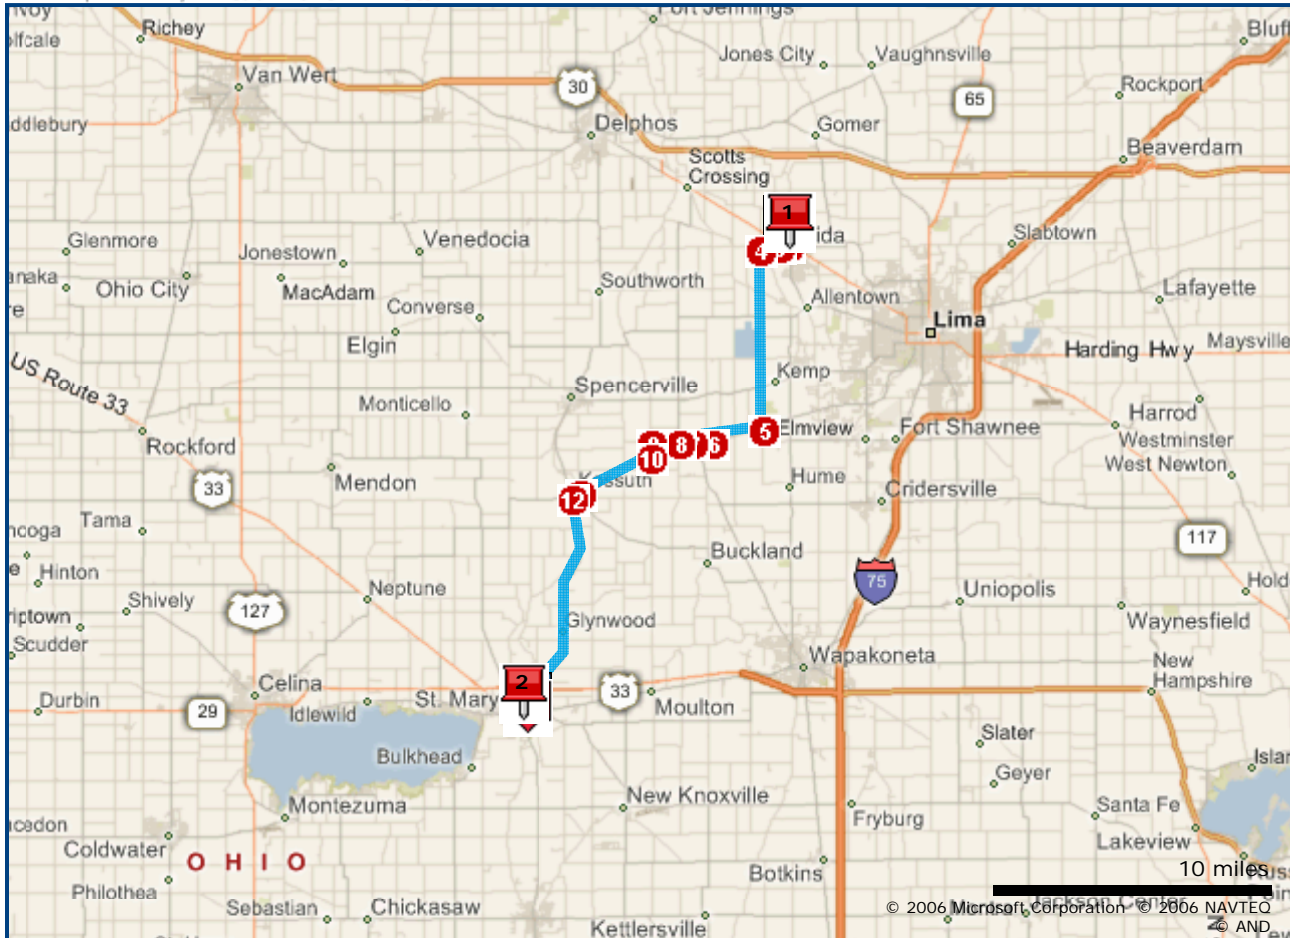 Richey
Van Wert
30
Delphos
Jones City
Vaughnsville
65
Rockport
Gomer
Beaverdam
Scotts
Crossing
1
Glenmore
Jonestown
Venedocia
4
Slabtown
Ohio City
MacAdam
Southworth
Converse
Allentown
Lafayette
Lima
Elgin
Harding Hwy
Maysville
US Route 33
Kemp
Spencerville
Monticello
Harrod
5
Elmview
Fort Shawnee
Westminster
Rockford
8
6
10
West Newton
33
Mendon
Hume
Cridersville
12
Tama
117
Buckland
Hinton
75
Neptune
Uniopolis
Shively
127
Glynwood
Waynesfield
Scudder
Wapakoneta
New
Hampshire
Celina
2
33
Durbin
29
Idlewild
St. Mary
Moulton
Slater
Bulkhead
Geyer
Montezuma
New Knoxville
Santa Fe
Fryburg
Lakeview
Coldwater
OHIO
Botkins
10 miles
Philothea
Sebastian
Chickasaw
Kettlersville
© 2006 Microsoft Corporation © 2006 NAVTEQ
© AND